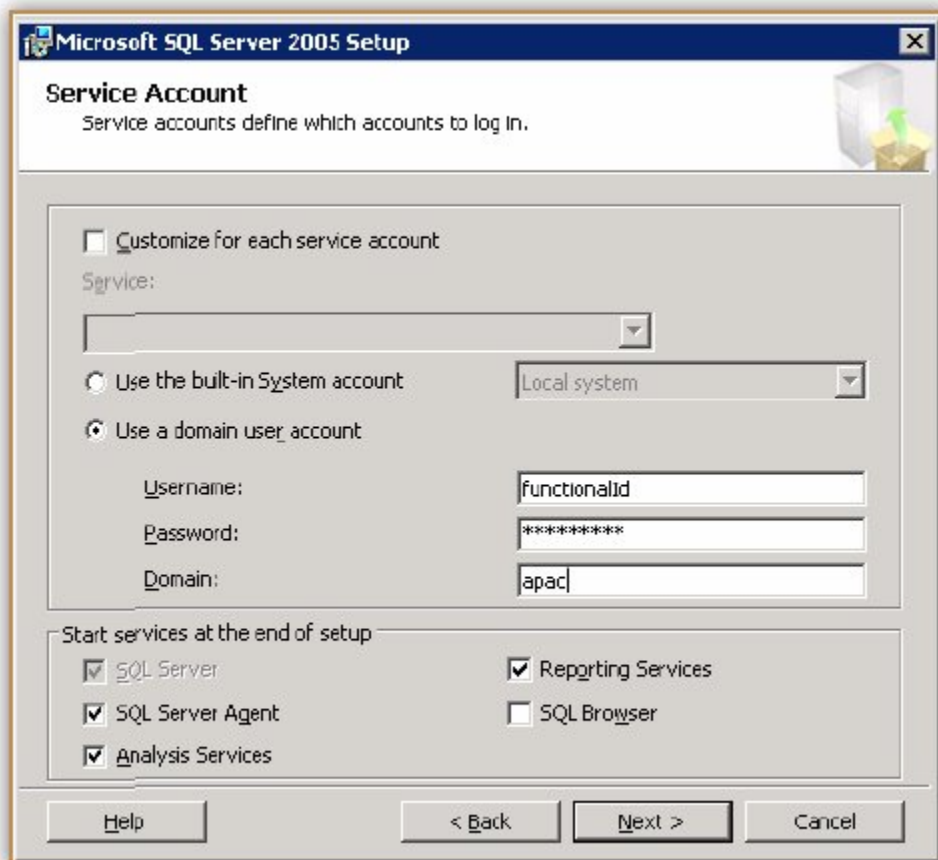 Microsoft SQL Server 2005 Setup
Service Account
Service accounts define which accounts to log in.
Customize for each service account
Service:
Use the built-in System account
Local system
Use a domain user account
Username:
functionalId
Password:
*********
Domain:
apac
Start services at the end of setup
SQL Server
Reporting Services
SQL Server Agent
SQL Browser
Analysis Services
Help
< Back
Next >
Cancel